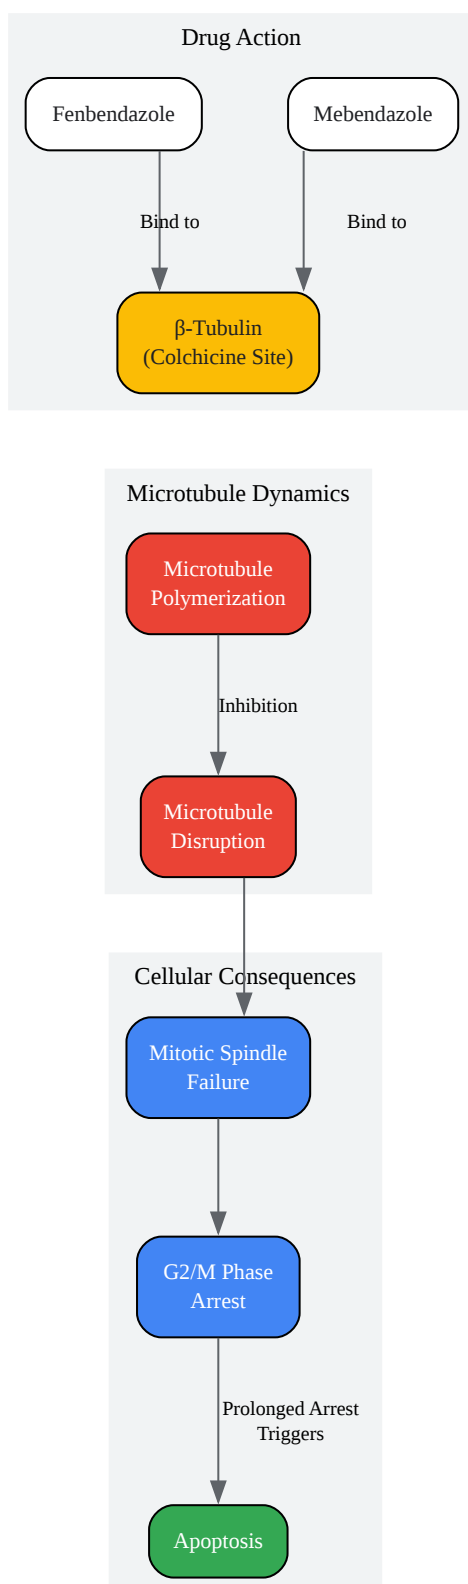 Drug Action
Fenbendazole
Mebendazole
Bind to
Bind to
β-Tubulin
(Colchicine Site)
Microtubule Dynamics
Microtubule
Polymerization
Inhibition
Microtubule
Disruption
Cellular Consequences
Mitotic Spindle
Failure
G2/M Phase
Arrest
Prolonged Arrest
Triggers
Apoptosis